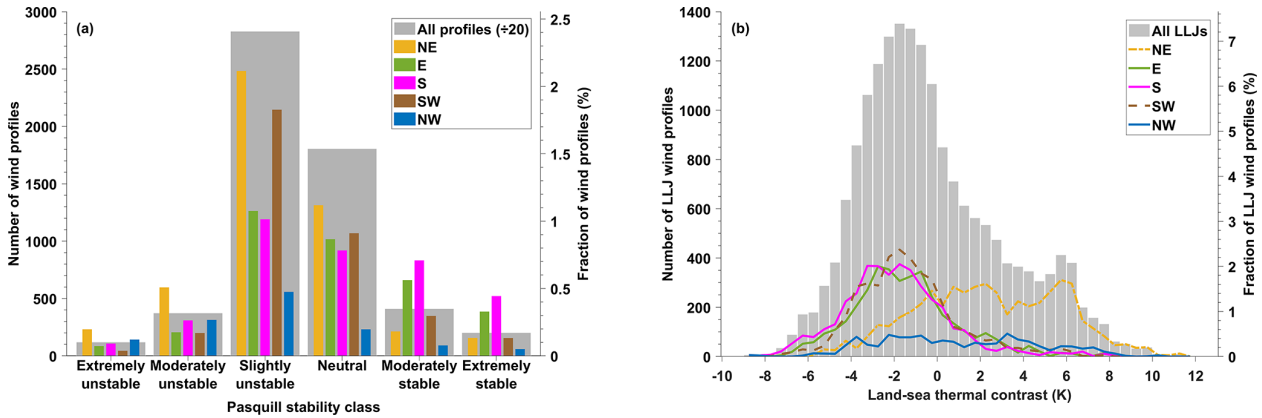 (a)
All profiles (÷20)
NE
E
S
SW
NW
3000
2500
2000
1500
1000
500
0
Number of wind profiles
2.5
2
1.5
1
0.5
0
Fraction of wind profiles (%)
Extremely
unstable
Moderately
unstable
Slightly
unstable
Neutral
Moderately
stable
Extremely
stable
Pasquill stability class
(b)
All LLJs
NE
E
S
SW
NW
1400
1200
1000
800
600
400
200
0
Number of LLJ wind profiles
7
6
5
4
3
2
1
0
Fraction of LLJ wind profiles (%)
-10 -8 -6 -4 -2 0 2 4 6 8 10 12
Land-sea thermal contrast (K)